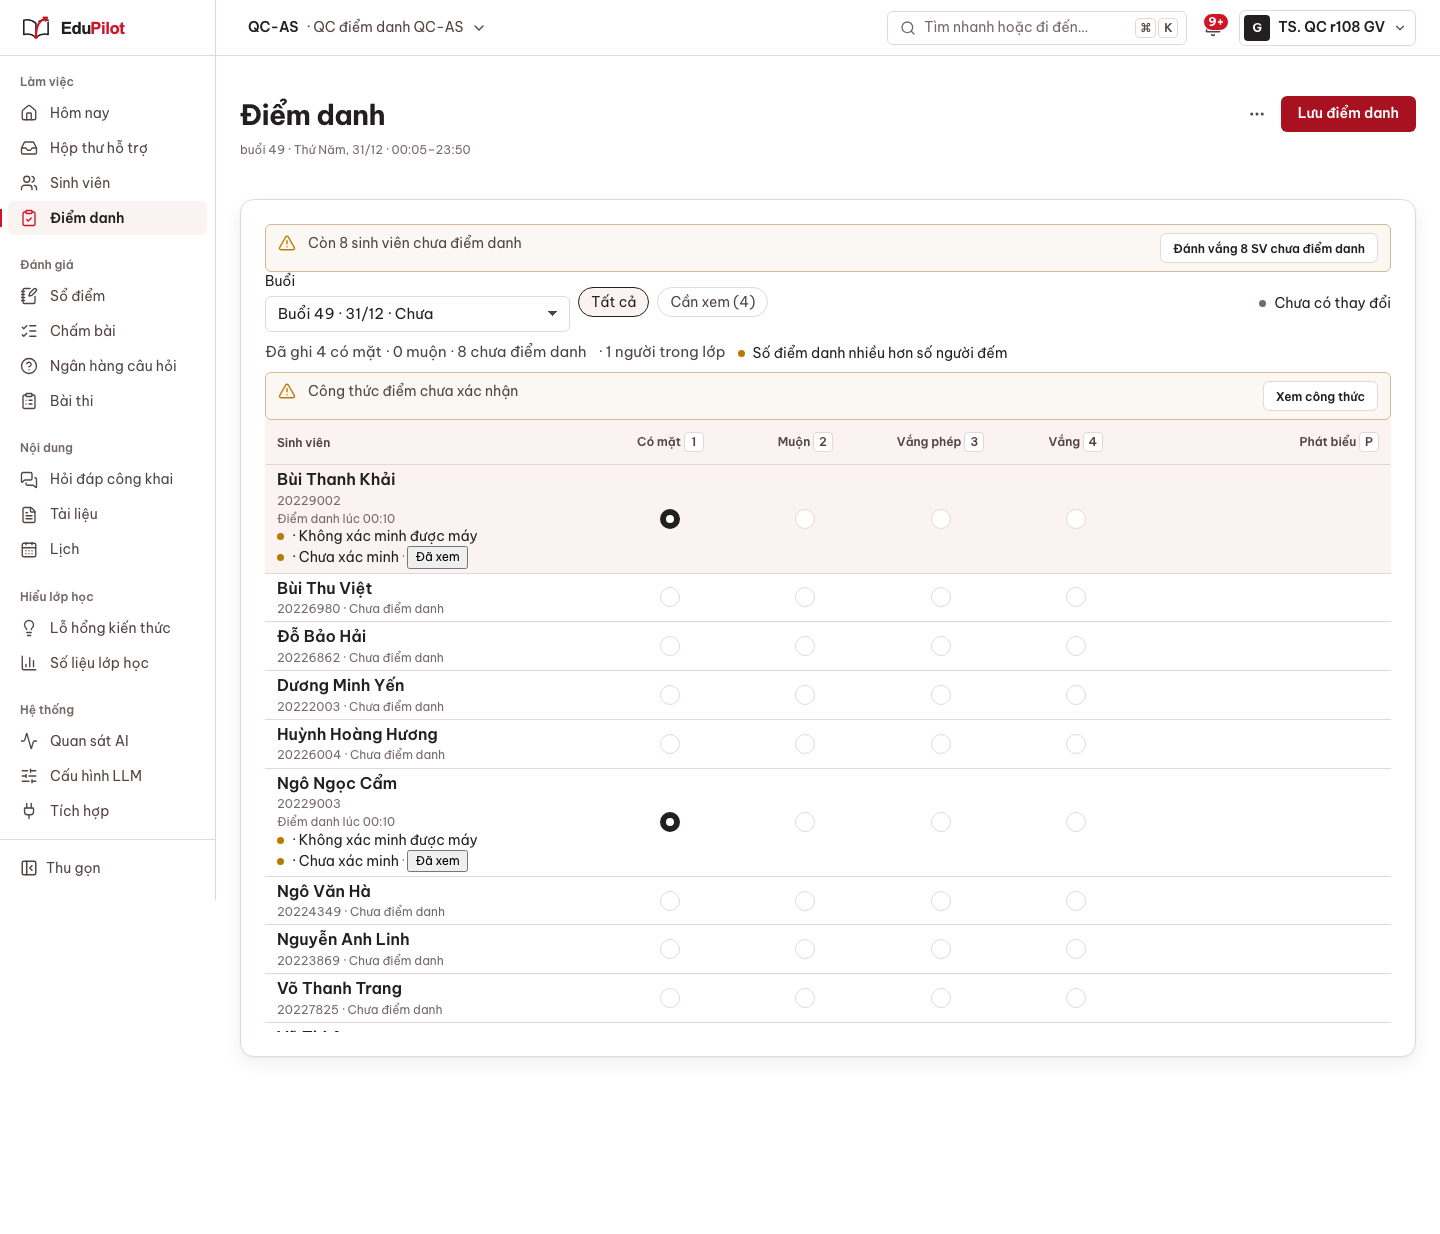 EduPilot
QC-AS · QC điểm danh QC-AS
Tìm nhanh hoặc đi đến... ⌘ K
9+
G TS. QC r108 GV
Làm việc
Hôm nay
Hộp thư hỗ trợ
Sinh viên
Điểm danh
Đánh giá
Sổ điểm
Chấm bài
Ngân hàng câu hỏi
Bài thi
Nội dung
Hỏi đáp công khai
Tài liệu
Lịch
Hiểu lớp học
Lỗ hổng kiến thức
Số liệu lớp học
Hệ thống
Quan sát AI
Cấu hình LLM
Tích hợp
Thu gọn
Điểm danh
Lưu điểm danh
buổi 49 · Thứ Năm, 31/12 · 00:05–23:50
Còn 8 sinh viên chưa điểm danh
Đánh vắng 8 SV chưa điểm danh
Buổi
Buổi 49 · 31/12 · Chưa
Tất cả
Cần xem (4)
Chưa có thay đổi
Đã ghi 4 có mặt · 0 muộn · 8 chưa điểm danh · 1 người trong lớp
Số điểm danh nhiều hơn số người đếm
Công thức điểm chưa xác nhận
Xem công thức
Sinh viên Có mặt 1 Muộn 2 Vắng phép 3 Vắng 4 Phát biểu P
Bùi Thanh Khải
20229002
Điểm danh lúc 00:10
· Không xác minh được máy
· Chưa xác minh · Đã xem
Bùi Thu Việt
20226980 · Chưa điểm danh
Đỗ Bảo Hải
20226862 · Chưa điểm danh
Dương Minh Yến
20222003 · Chưa điểm danh
Huỳnh Hoàng Hương
20226004 · Chưa điểm danh
Ngô Ngọc Cẩm
20229003
Điểm danh lúc 00:10
· Không xác minh được máy
· Chưa xác minh · Đã xem
Ngô Văn Hà
20224349 · Chưa điểm danh
Nguyễn Anh Linh
20223869 · Chưa điểm danh
Võ Thanh Trang
20227825 · Chưa điểm danh